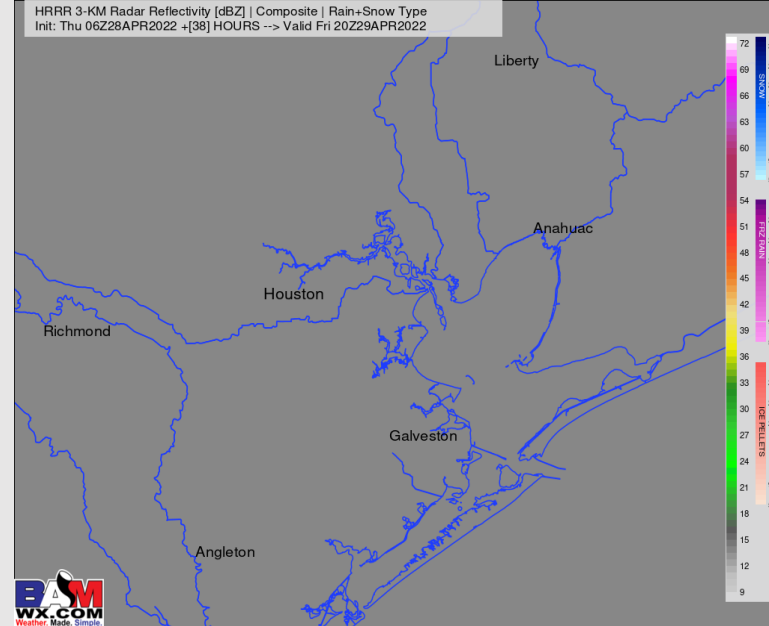 HRRR 3-KM Radar Reflectivity [dBZ] | Composite | Rain+Snow Type
Init: Thu 06Z28APR2022 +[38] HOURS --> Valid Fri 20Z29APR2022
Liberty
Anahuac
Houston
Richmond
Galveston
Angleton
72
69
66
63
60
57
54
51
48
45
42
39
36
33
30
27
24
21
18
15
12
9
SNOW
FRZ RAIN
ICE PELLETS
BAM
WX.COM
Weather. Made. Simple.